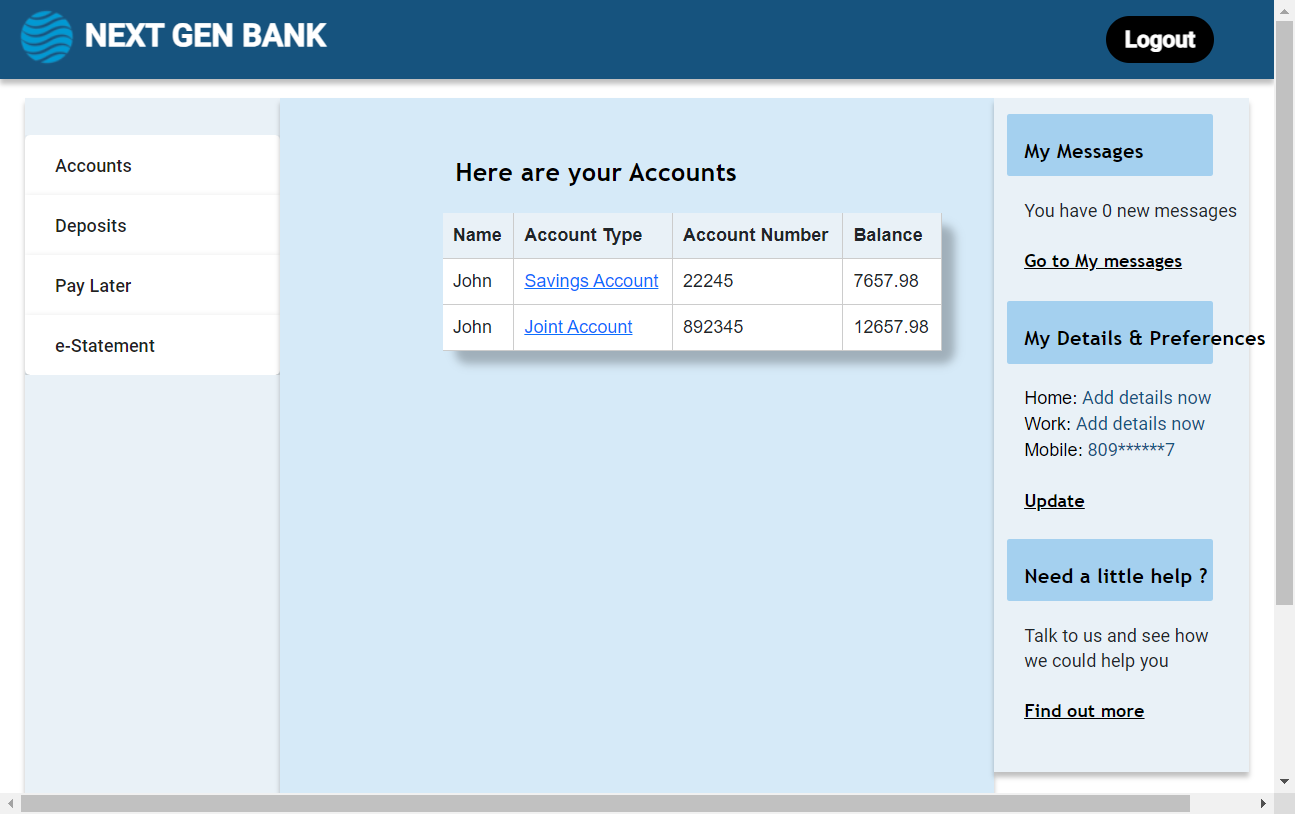 NEXT GEN BANK
Logout
Accounts
Deposits
Pay Later
e-Statement
Here are your Accounts
Name Account Type Account Number Balance
John Savings Account 22245 7657.98
John Joint Account 892345 12657.98
My Messages
You have 0 new messages
Go to My messages
My Details & Preferences
Home: Add details now
Work: Add details now
Mobile: 809******7
Update
Need a little help ?
Talk to us and see how
we could help you
Find out more